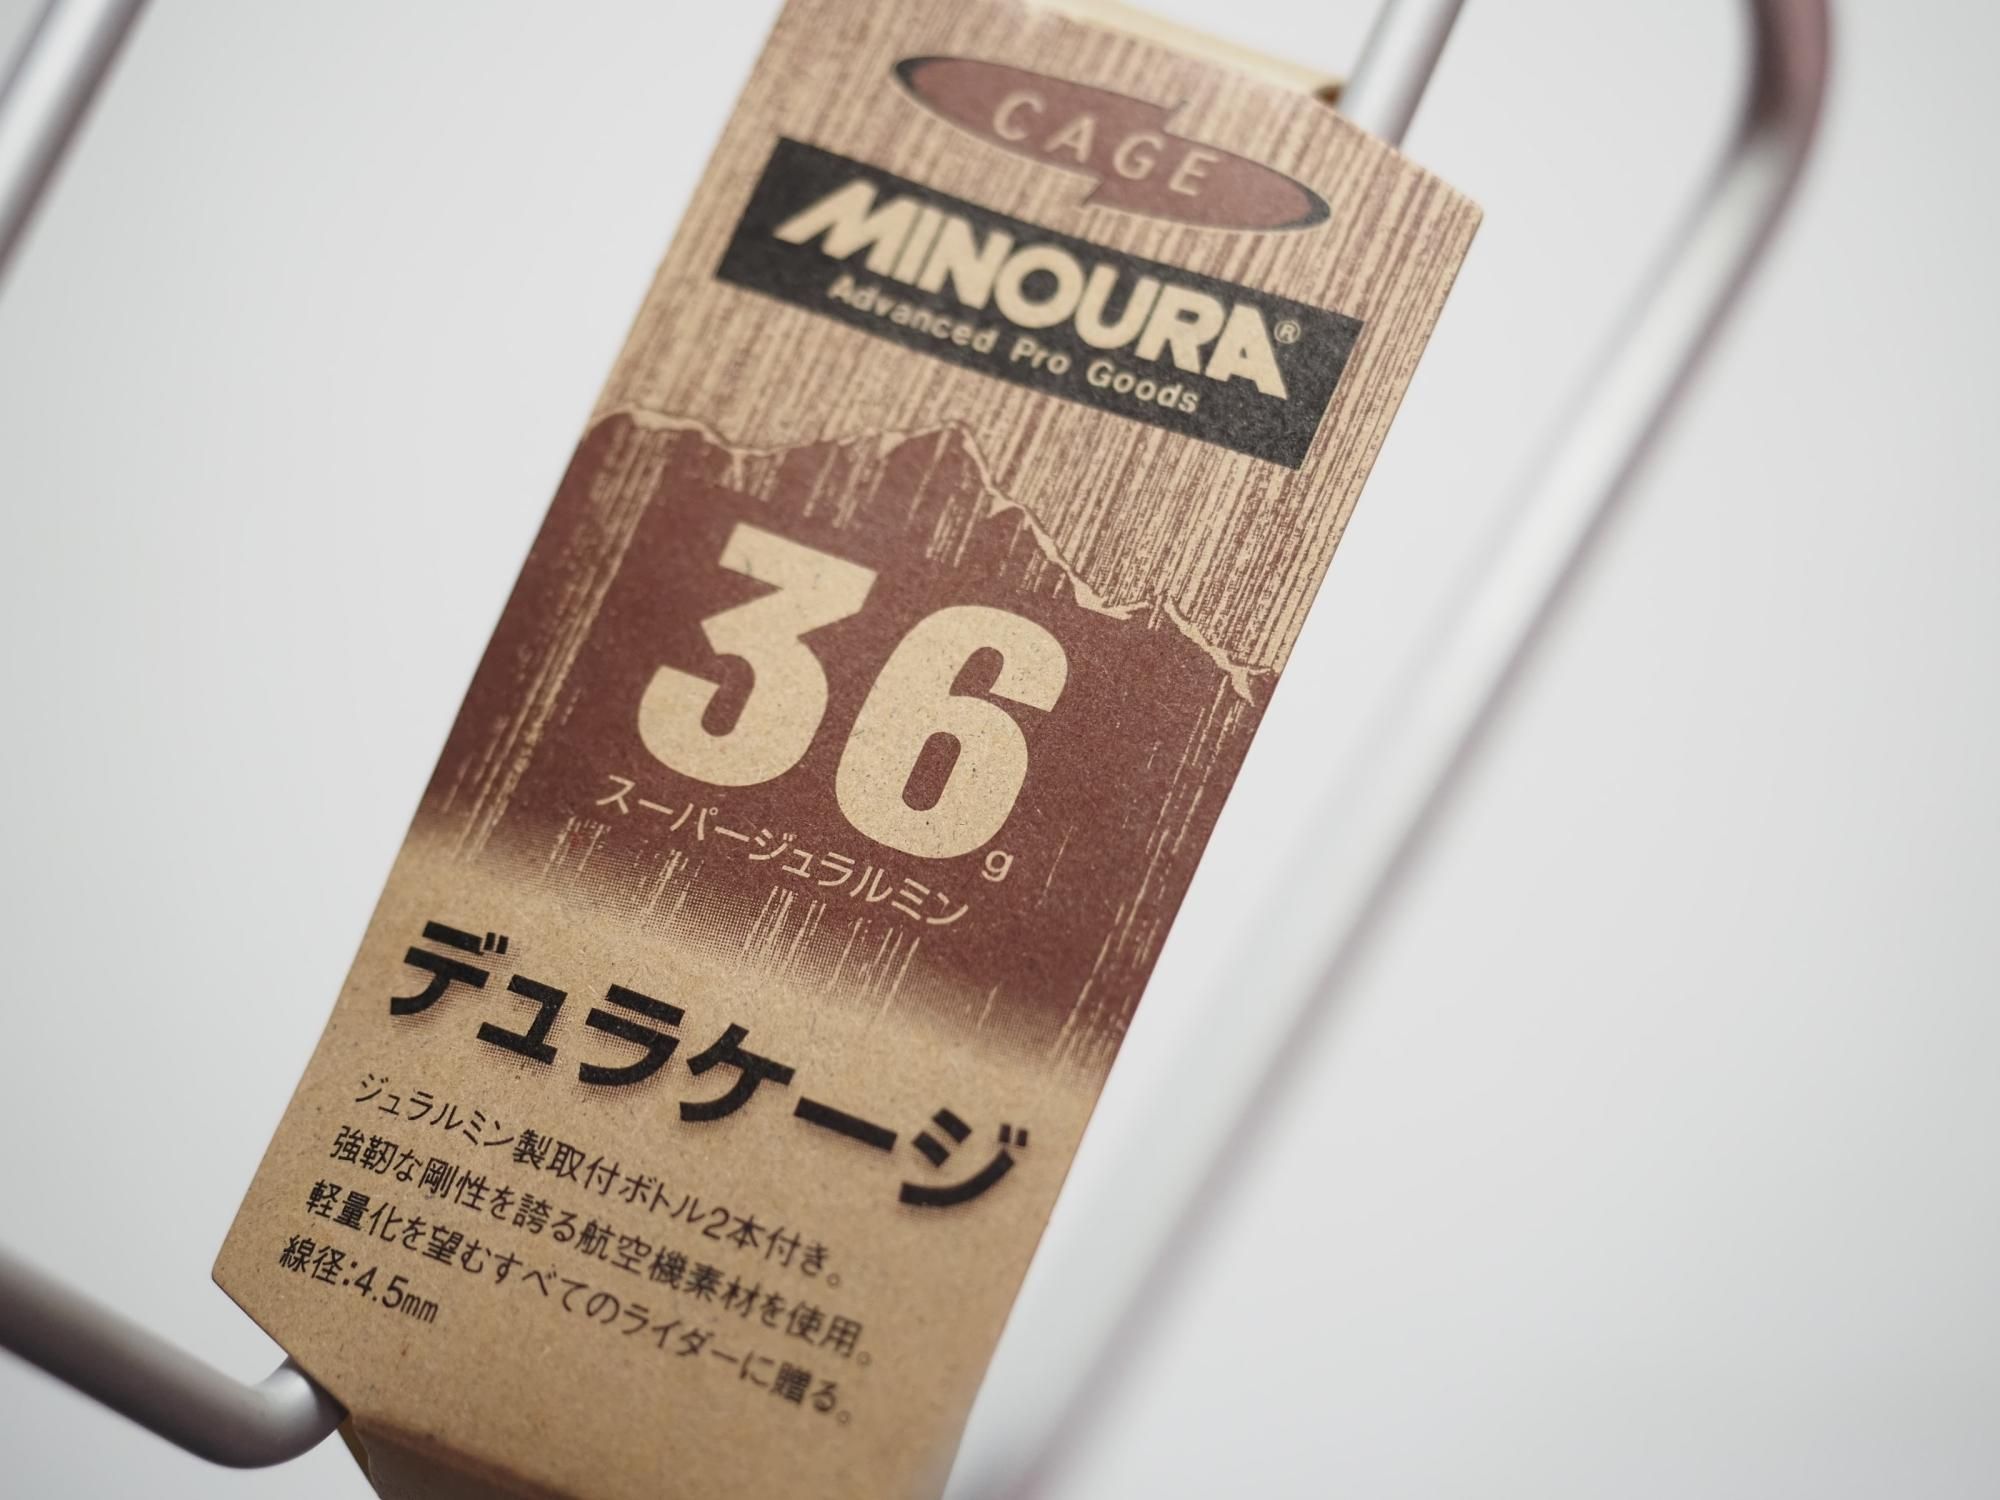 CAGE
MINOURA®
Advanced Pro Goods
36g
スーパージュラルミン
デュラケージ
ジュラルミン製取付ボトル2本付き。
強靭な剛性を誇る航空機素材を使用。
軽量化を望むすべてのライダーに贈る。
線径:4.5mm